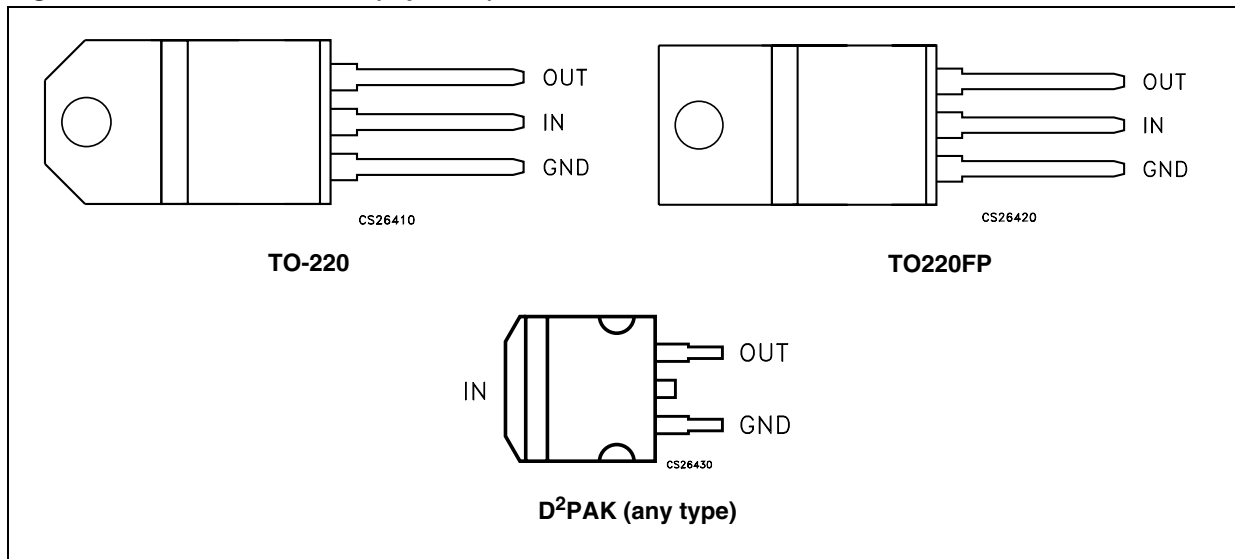 OUT
IN
GND
CS26410
TO-220
OUT
IN
GND
CS26420
TO220FP
IN
OUT
GND
CS26430
D²PAK (any type)